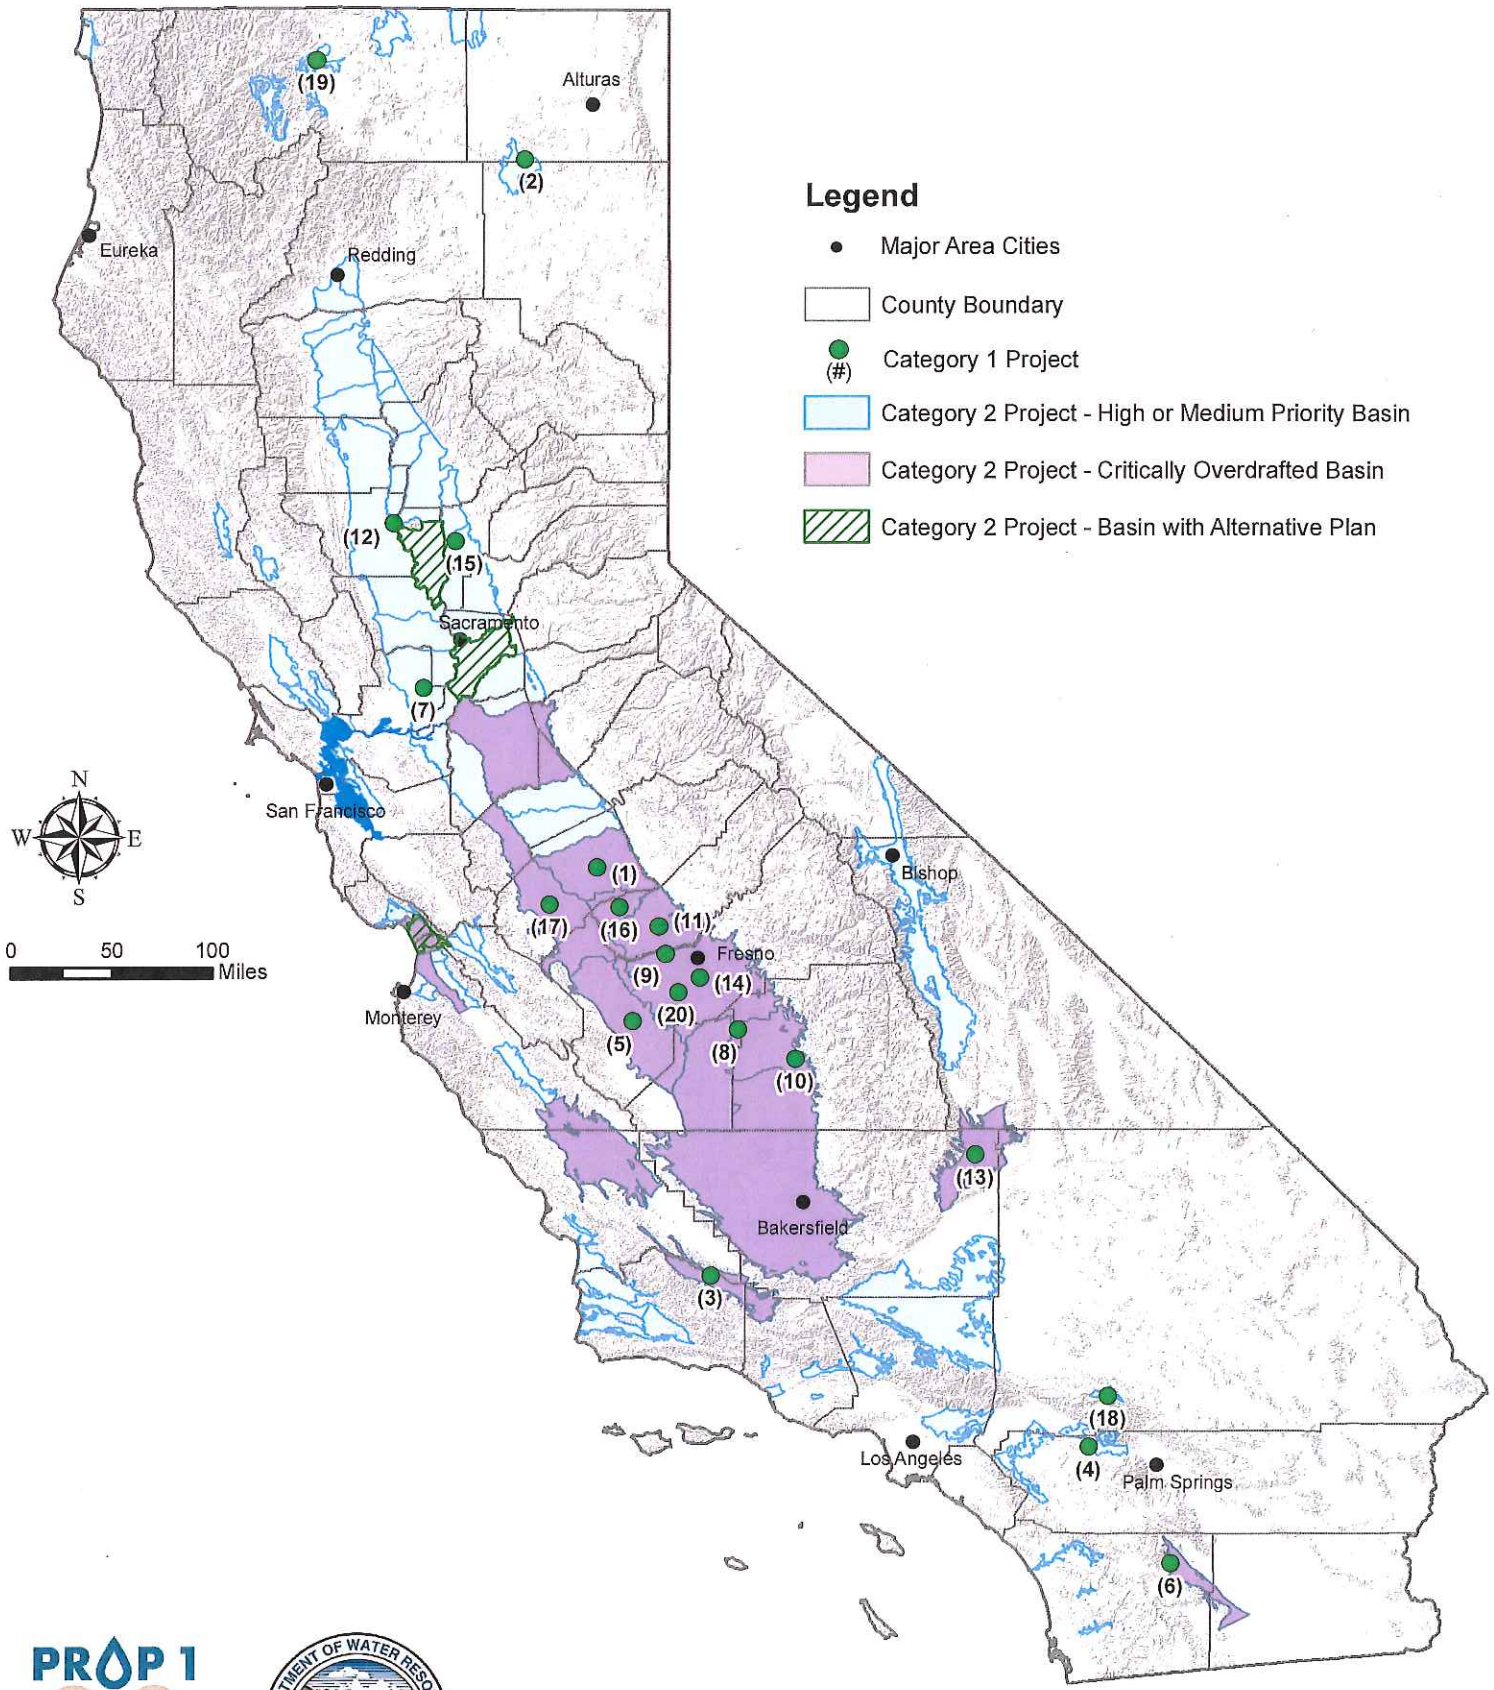 (19)
Alturas
(2)
Eureka
Redding
Legend
Major Area Cities
County Boundary
Category 1 Project
(#)
Category 2 Project - High or Medium Priority Basin
Category 2 Project - Critically Overdrafted Basin
Category 2 Project - Basin with Alternative Plan
(12)
(15)
Sacramento
(7)
San Francisco
N
W
E
S
0 50 100
Miles
(1)
Bishop
(17)
(16)
(11)
Fresno
(9)
(14)
(20)
Monterey
(5)
(8)
(10)
(13)
Bakersfield
(3)
(18)
Los Angeles
(4)
Palm Springs
(6)
PROP 1
OF WATER